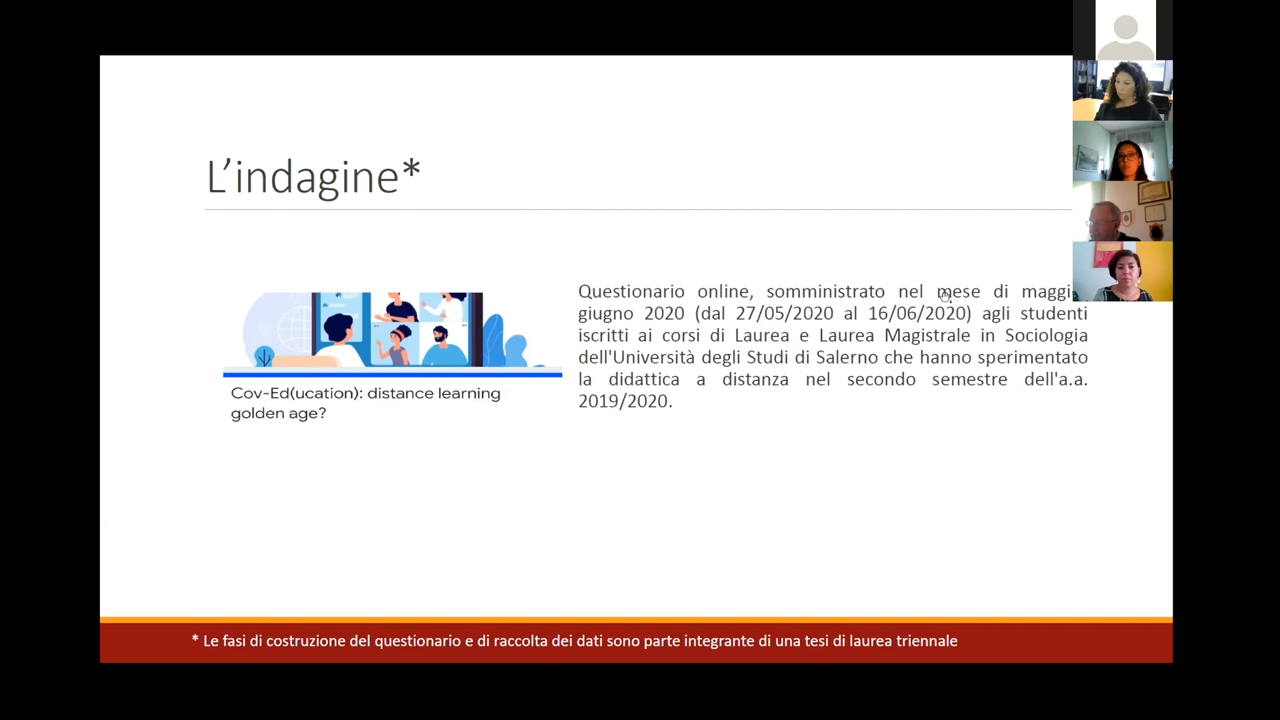 L’indagine*
Cov-Ed(ucation): distance learning
golden age?
Questionario online, somministrato nel mese di maggi
giugno 2020 (dal 27/05/2020 al 16/06/2020) agli studenti
iscritti ai corsi di Laurea e Laurea Magistrale in Sociologia
dell'Università degli Studi di Salerno che hanno sperimentato
la didattica a distanza nel secondo semestre dell'a.a.
2019/2020.
* Le fasi di costruzione del questionario e di raccolta dei dati sono parte integrante di una tesi di laurea triennale